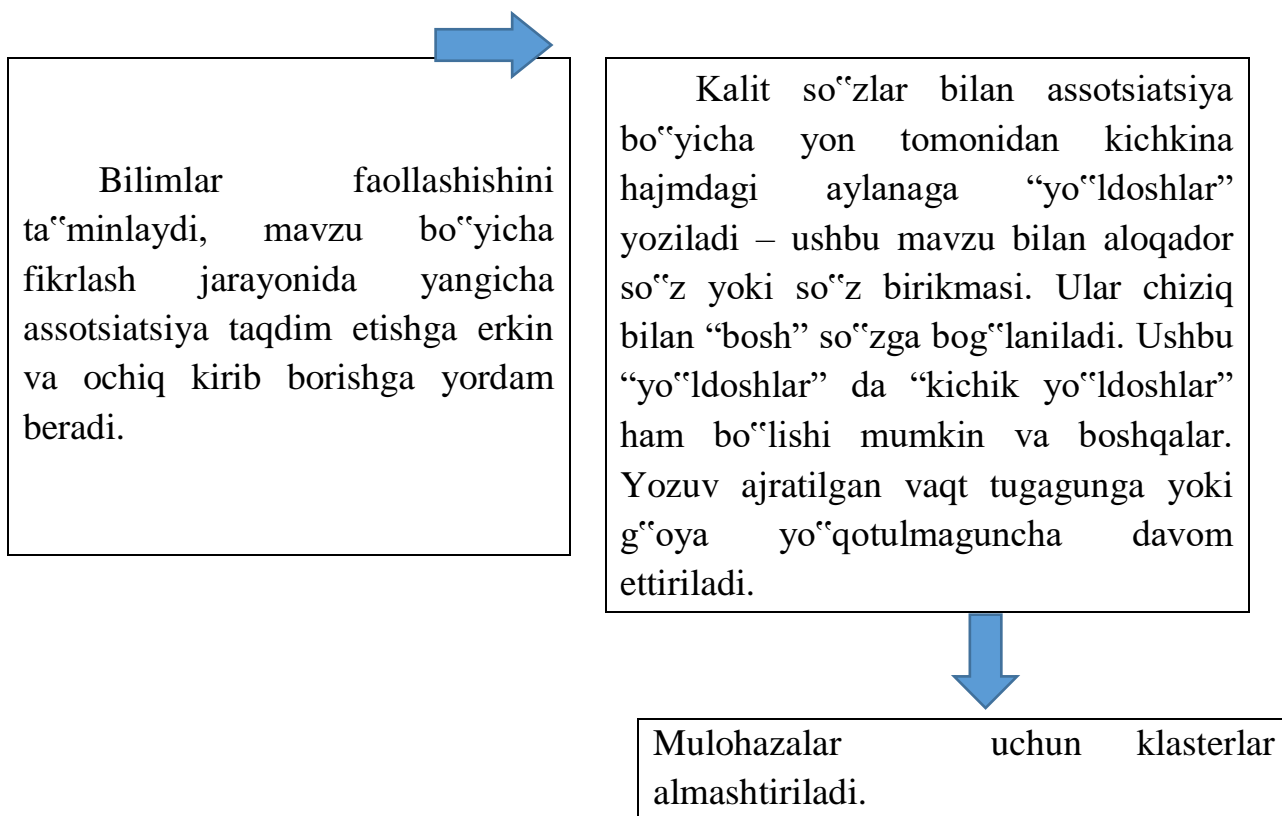 Bilimlar faollashishini
ta‟minlaydi, mavzu bo‟yicha
fikrlash jarayonida yangicha
assotsiatsiya taqdim etishga erkin
va ochiq kirib borishga yordam
beradi.
Kalit so‟zlar bilan assotsiatsiya
bo‟yicha yon tomonidan kichkina
hajmdagi aylanaga “yo‟ldoshlar”
yoziladi – ushbu mavzu bilan aloqador
so‟z yoki so‟z birikmasi. Ular chiziq
bilan “bosh” so‟zga bog‟laniladi. Ushbu
“yo‟ldoshlar” da “kichik yo‟ldoshlar”
ham bo‟lishi mumkin va boshqalar.
Yozuv ajratilgan vaqt tugagunga yoki
g‟oya yo‟qotulmaguncha davom
ettiriladi.
Mulohazalar uchun klasterlar
almashtiriladi.